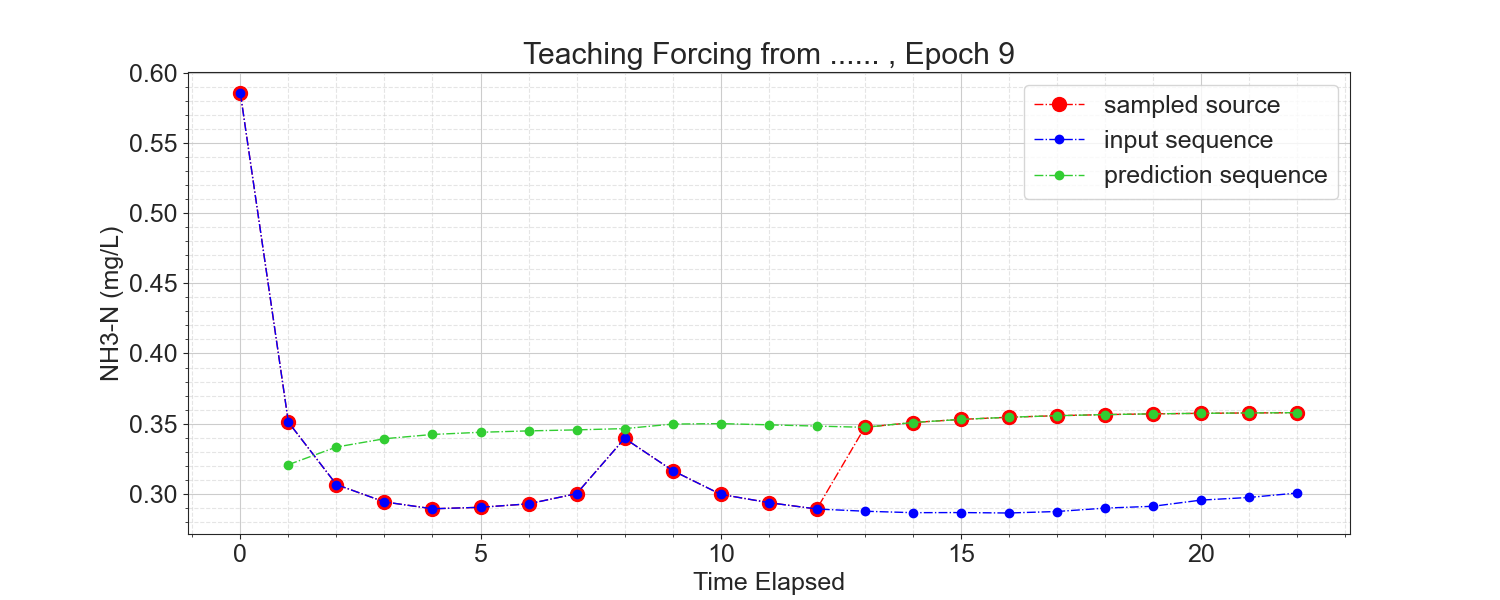 Teaching Forcing from ...... , Epoch 9
0.60
0.55
0.50
0.45
0.40
0.35
0.30
NH3-N (mg/L)
sampled source
input sequence
prediction sequence
0 5 10 15 20
Time Elapsed